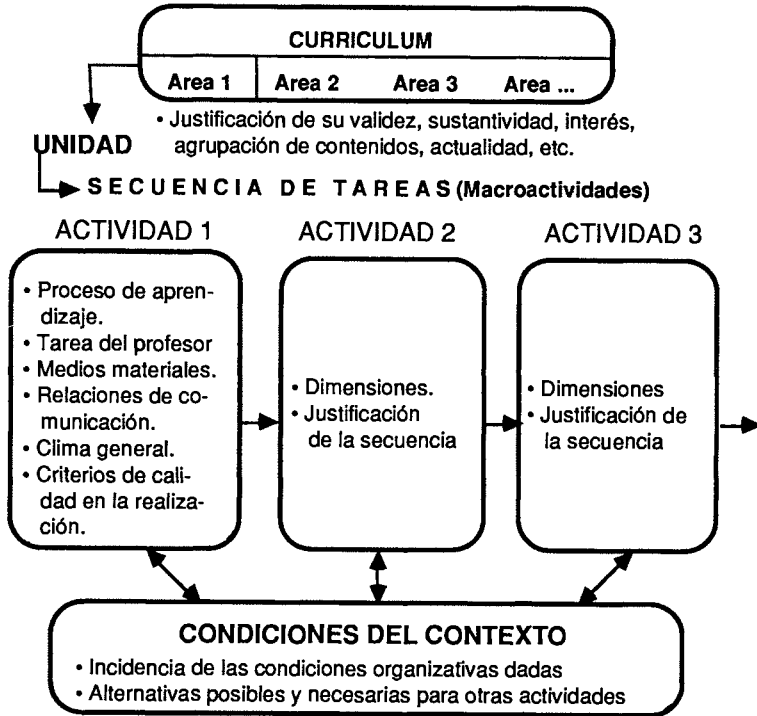 CURRICULUM
Area 1 Area 2 Area 3 Area ...
• Justificación de su validez, sustantividad, interés,
agrupación de contenidos, actualidad, etc.
UNIDAD
SECUENCIA DE TAREAS (Macroactividades)
ACTIVIDAD 1
• Proceso de apren-
dizaje.
• Tarea del profesor
• Medios materiales.
• Relaciones de co-
municación.
• Clima general.
• Criterios de cali-
dad en la realiza-
ción.
ACTIVIDAD 2
• Dimensiones.
• Justificación
de la secuencia
ACTIVIDAD 3
• Dimensiones
• Justificación de
la secuencia
CONDICIONES DEL CONTEXTO
• Incidencia de las condiciones organizativas dadas
• Alternativas posibles y necesarias para otras actividades